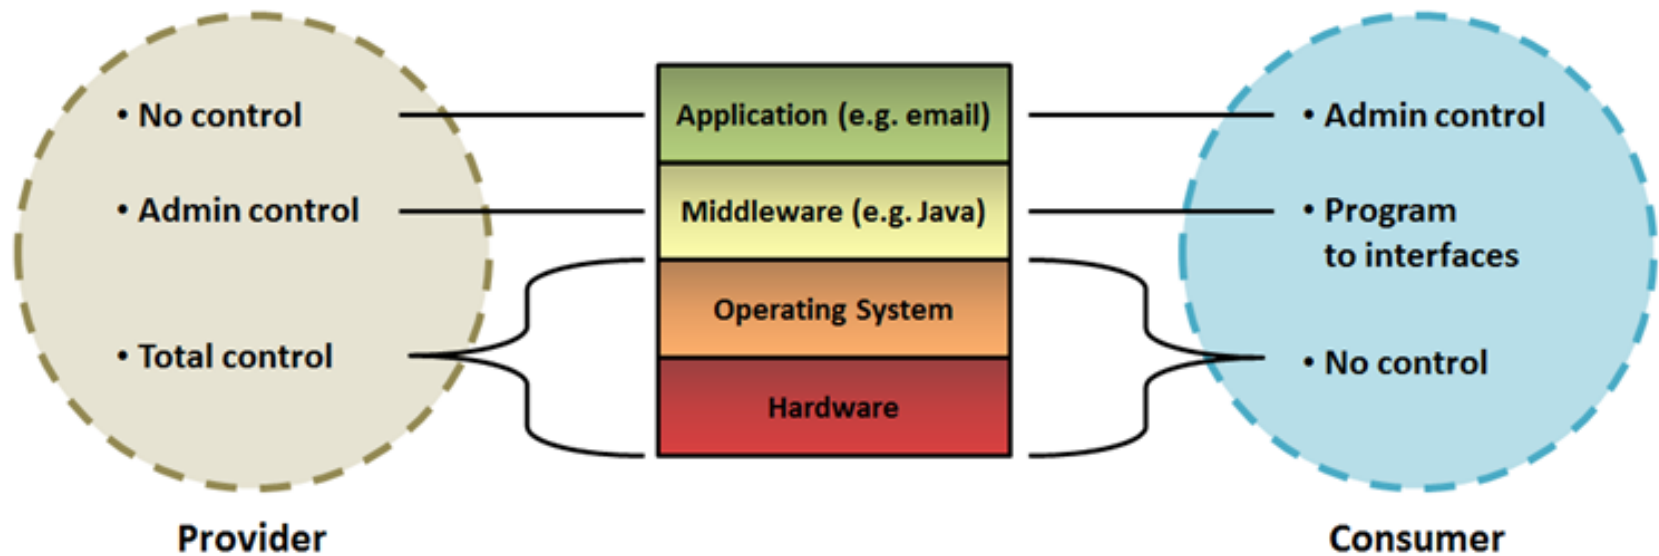 • No control
• Admin control
• Total control
Provider
Application (e.g. email)
Middleware (e.g. Java)
Operating System
Hardware
• Admin control
• Program
to interfaces
• No control
Consumer